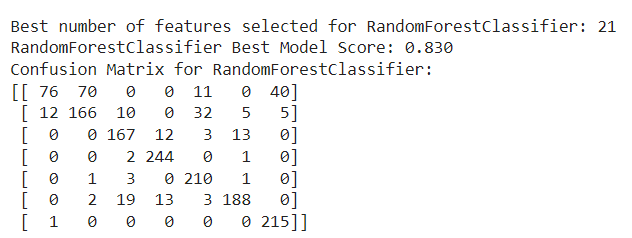 Best number of features selected for RandomForestClassifier: 21
RandomForestClassifier Best Model Score: 0.830
Confusion Matrix for RandomForestClassifier:
[[ 76  70   0   0  11   0  40]
 [ 12 166  10   0  32   5   5]
 [  0   0 167  12   3  13   0]
 [  0   0   2 244   0   1   0]
 [  0   1   3   0 210   1   0]
 [  0   2  19  13   3 188   0]
 [  1   0   0   0   0   0 215]]